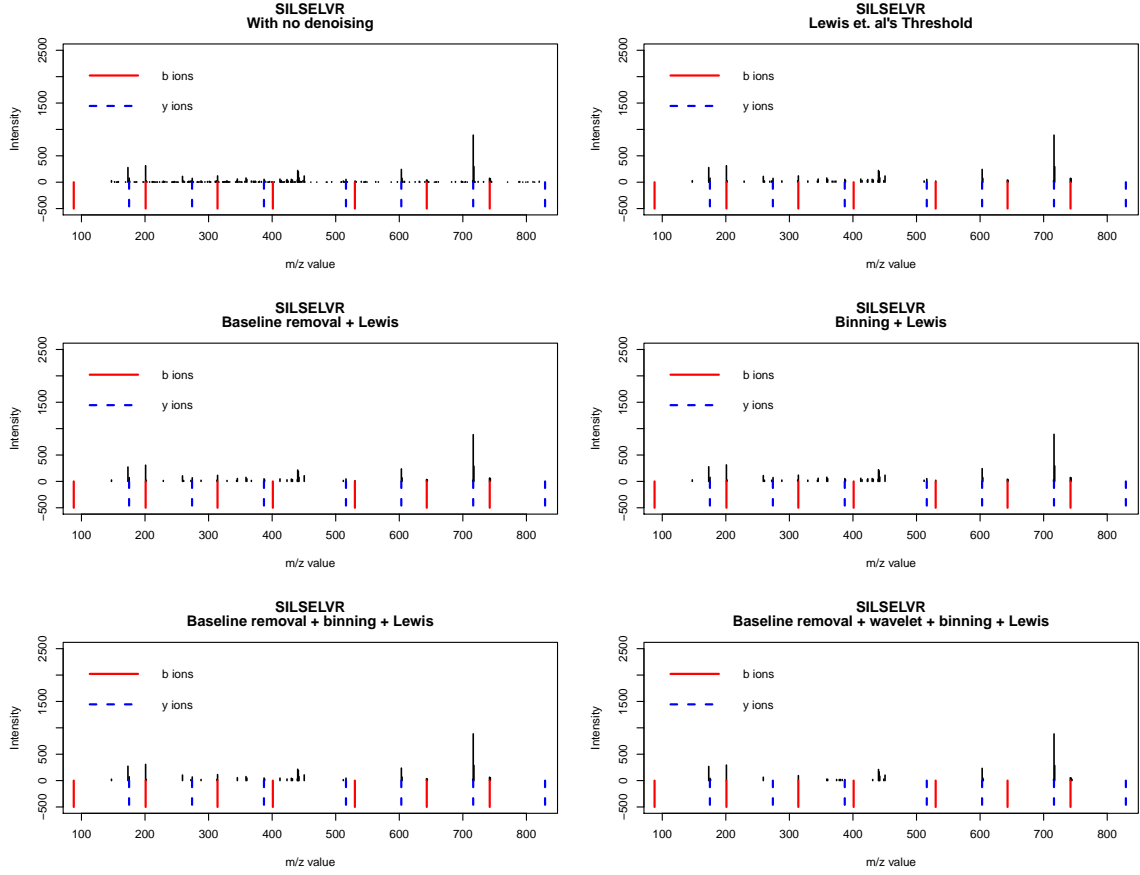 SILSELVR
With no denoising
Intensity
2500
1500
500
0
−500
b ions
y ions
100 200 300 400 500 600 700 800
m/z value
SILSELVR
Lewis et. al's Threshold
Intensity
2500
1500
500
0
−500
b ions
y ions
100 200 300 400 500 600 700 800
m/z value
SILSELVR
Baseline removal + Lewis
Intensity
2500
1500
500
0
−500
b ions
y ions
100 200 300 400 500 600 700 800
m/z value
SILSELVR
Binning + Lewis
Intensity
2500
1500
500
0
−500
b ions
y ions
100 200 300 400 500 600 700 800
m/z value
SILSELVR
Baseline removal + binning + Lewis
Intensity
2500
1500
500
0
−500
b ions
y ions
100 200 300 400 500 600 700 800
m/z value
SILSELVR
Baseline removal + wavelet + binning + Lewis
Intensity
2500
1500
500
0
−500
b ions
y ions
100 200 300 400 500 600 700 800
m/z value